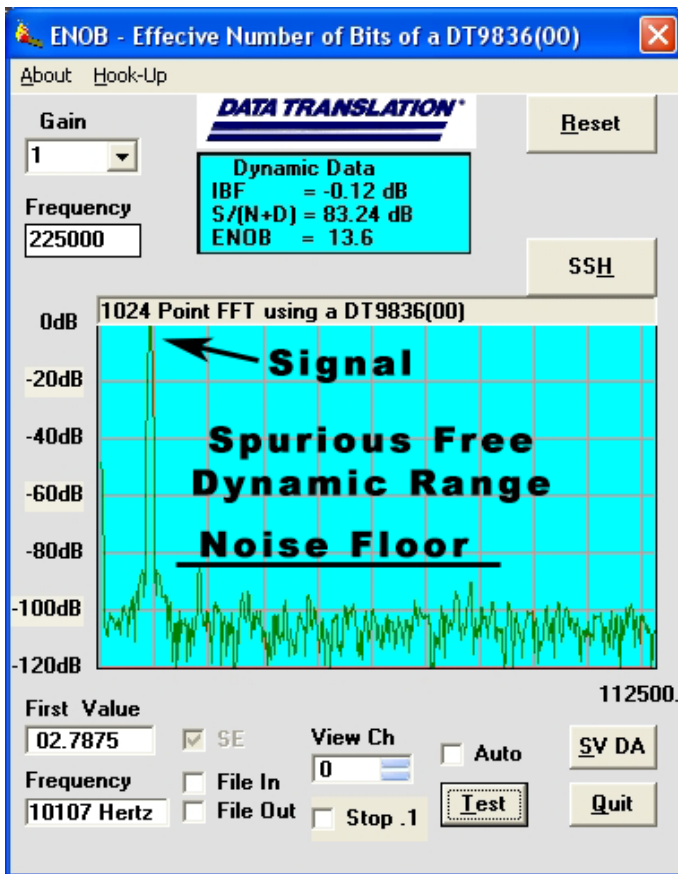 ENOB - Effecive Number of Bits of a DT9836(00)
About Hook-Up
Gain
1
DATA TRANSLATION
Reset
Dynamic Data
IBF = -0.12 dB
S/(N+D) = 83.24 dB
ENOB = 13.6
Frequency
225000
SSH
1024 Point FFT using a DT9836(00)
0dB
-20dB
-40dB
-60dB
-80dB
-100dB
-120dB
Signal
Spurious Free
Dynamic Range
Noise Floor
112500.
First Value
02.7875
SE
View Ch
0
Auto
SV DA
Frequency
10107 Hertz
File In
File Out
Stop .1
Test
Quit